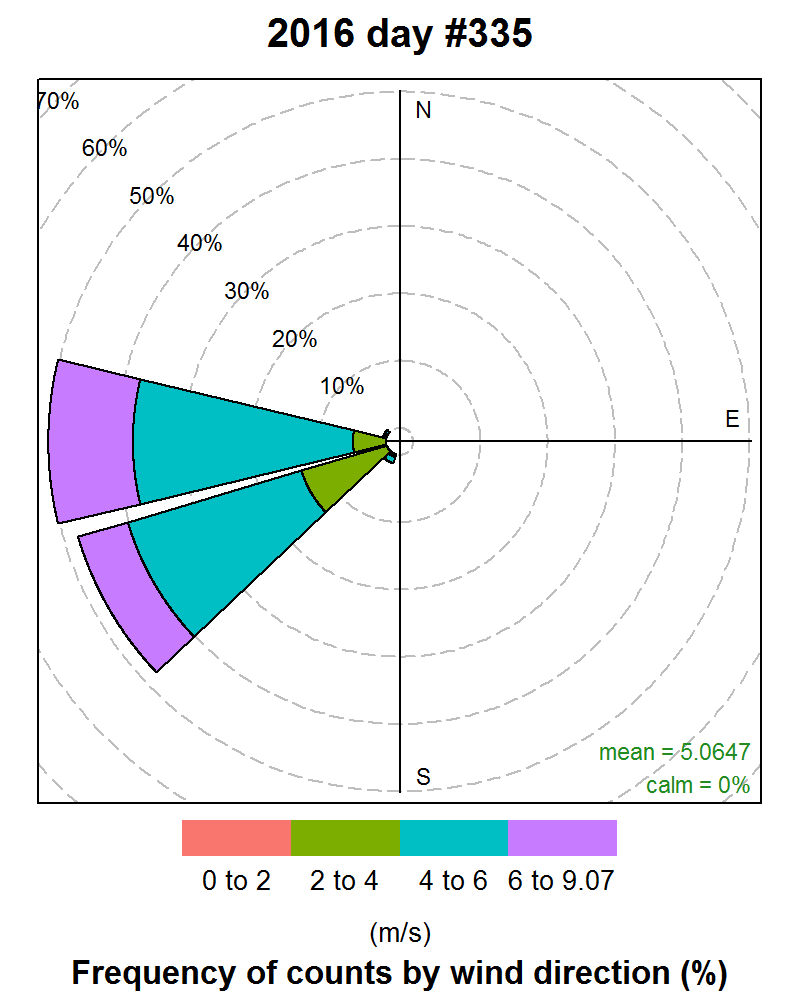 2016 day #335
70%
N
60%
50%
40%
30%
20%
10%
E
mean = 5.0647
S
calm = 0%
0 to 2 2 to 4 4 to 6 6 to 9.07
(m/s)
Frequency of counts by wind direction (%)